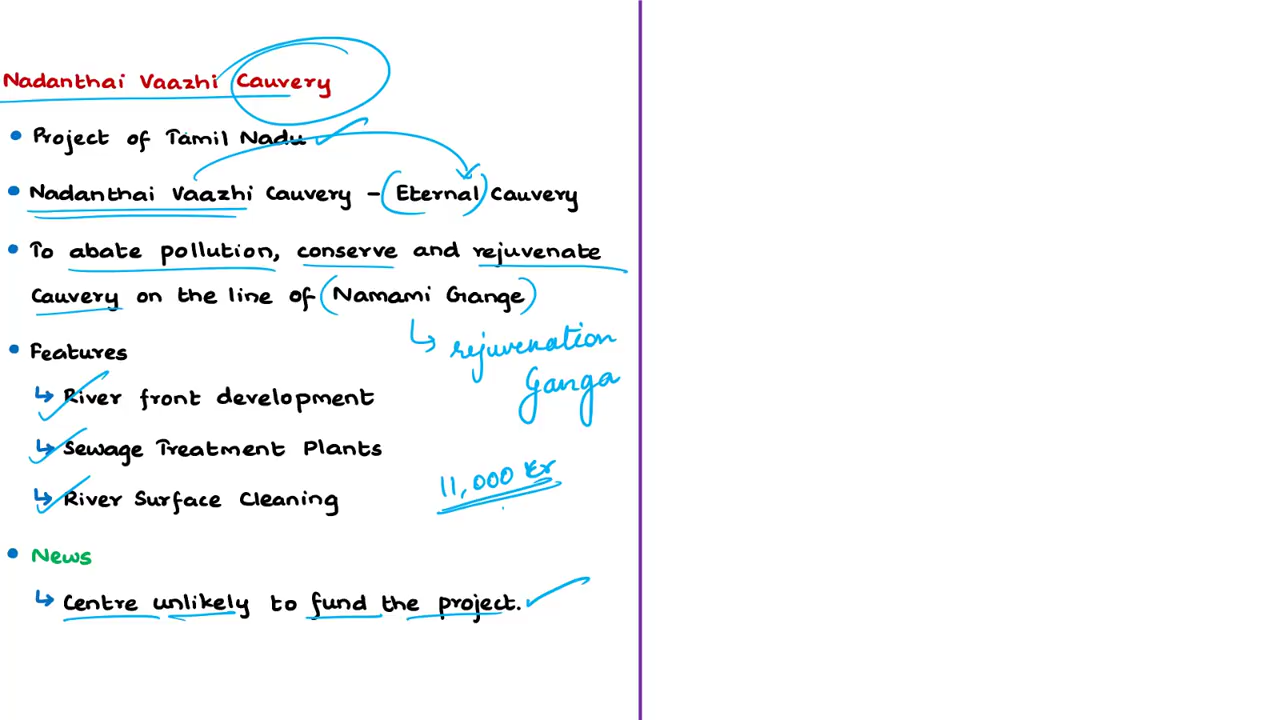 Nadanthai Vaazhi Cauvery
• Project of Tamil Nadu
• Nadanthai Vaazhi Cauvery - (Eternal) Cauvery
• To abate pollution, conserve and rejuvenate
Cauvery on the line of (Namami Gange)
↳ rejuvenation
Ganga
• Features
↳ River front development
↳ Sewage Treatment Plants
11,000 Kr
↳ River Surface Cleaning
• News
↳ Centre unlikely to fund the project.